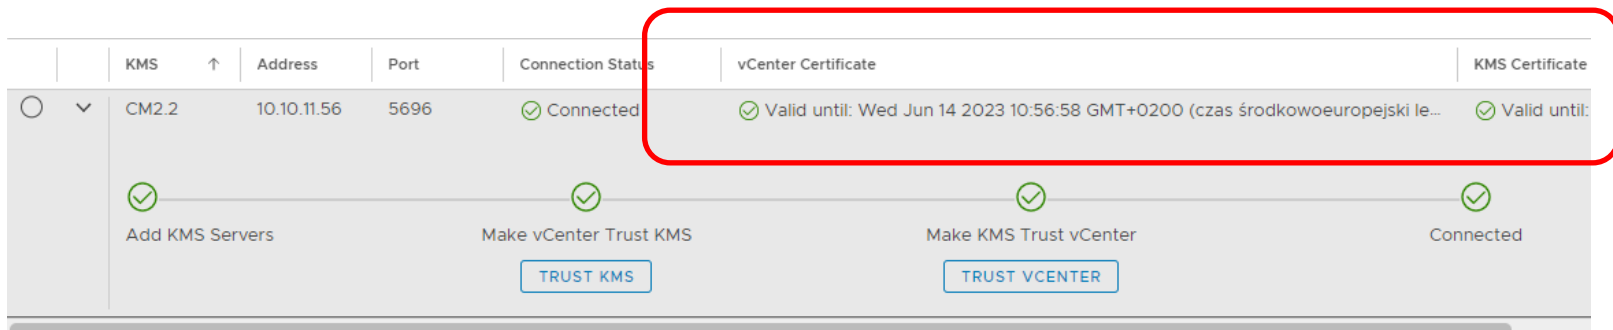 KMS ↑ Address Port Connection Status vCenter Certificate KMS Certificate
CM2.2 10.10.11.56 5696 Connected Valid until: Wed Jun 14 2023 10:56:58 GMT+0200 (czas środkowoeuropejski le... Valid until:
Add KMS Servers Make vCenter Trust KMS Make KMS Trust vCenter Connected
TRUST KMS TRUST VCENTER